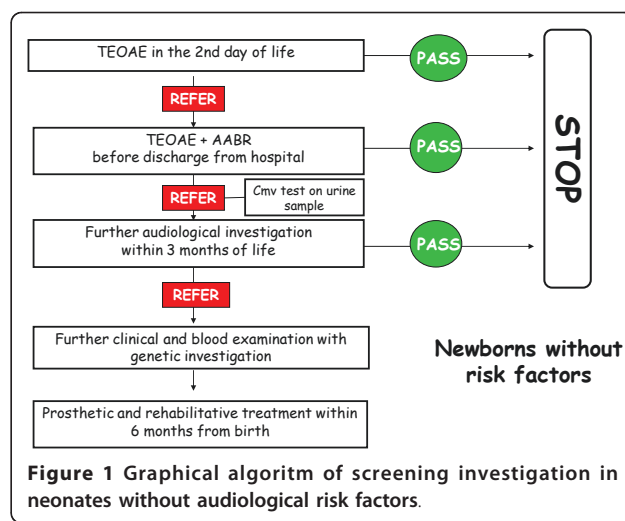 TEOAE in the 2nd day of life
PASS
REFER
TEOAE + AABR
before discharge from hospital
PASS
REFER
Cmv test on urine
sample
Further audiological investigation
within 3 months of life
PASS
REFER
STOP
Further clinical and blood examination with
genetic investigation
Newborns without
risk factors
Prosthetic and rehabilitative treatment within
6 months from birth
Figure 1 Graphical algoritm of screening investigation in
neonates without audiological risk factors.